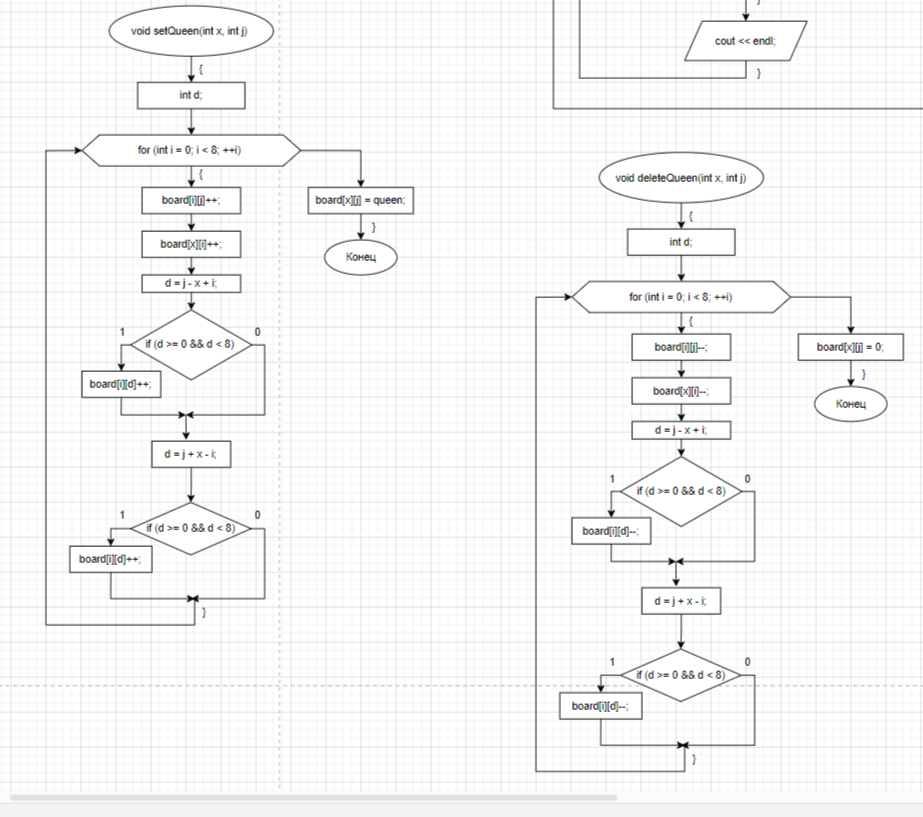 void setQueen(int x, int j)
{
int d;
for (int i = 0; i < 8; ++i)
{
board[i][j]++;
board[x][j] = queen;
board[x][i]++;
}
Конец
d = j - x + i;
1
0
if (d >= 0 && d < 8)
board[i][d]++;
d = j + x - i;
1
0
if (d >= 0 && d < 8)
board[i][d]++;
}
}
cout << endl;
}
void deleteQueen(int x, int j)
{
int d;
for (int i = 0; i < 8; ++i)
{
board[i][j]--;
board[x][j] = 0;
board[x][i]--;
}
Конец
d = j - x + i;
1
0
if (d >= 0 && d < 8)
board[i][d]--;
d = j + x - i;
1
0
if (d >= 0 && d < 8)
board[i][d]--;
}